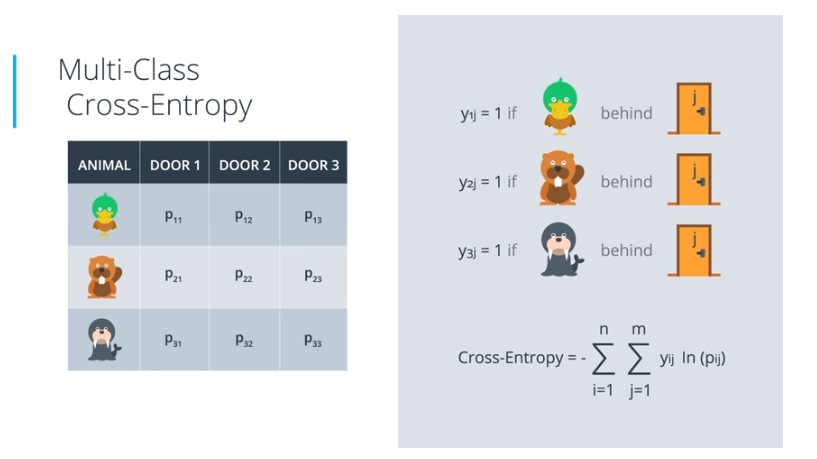 Multi-Class
Cross-Entropy
ANIMAL DOOR 1 DOOR 2 DOOR 3
p₁₁ p₁₂ p₁₃
p₂₁ p₂₂ p₂₃
p₃₁ p₃₂ p₃₃
y₁j = 1 if behind j
y₂j = 1 if behind j
y₃j = 1 if behind j
n m
Cross-Entropy = - ∑ ∑ yij ln (pij)
i=1 j=1